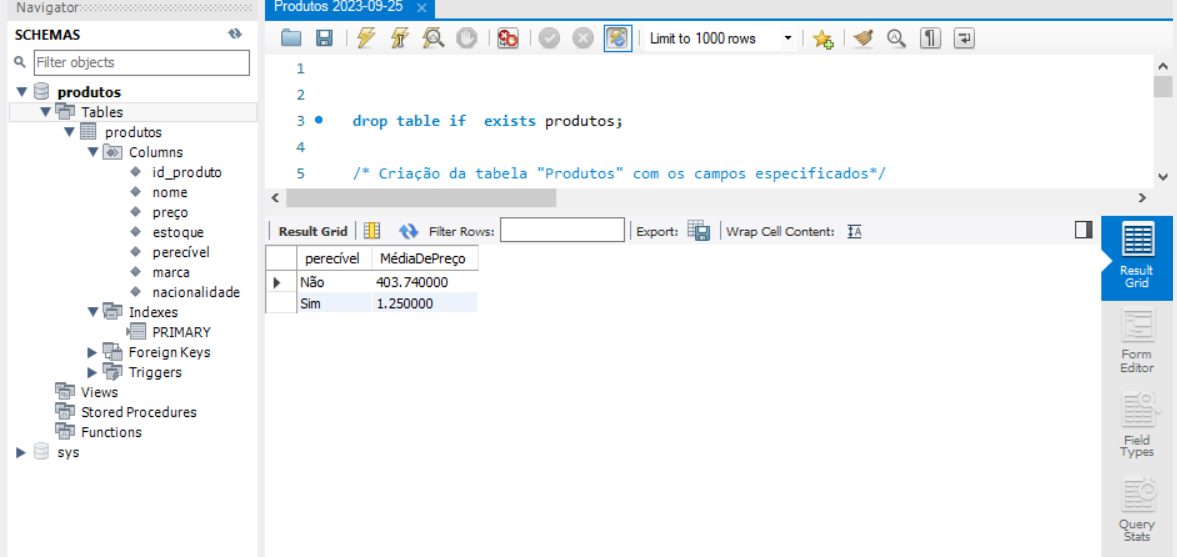 Navigator
SCHEMAS
Filter objects
produtos
Tables
produtos
Columns
id_produto
nome
preço
estoque
perecível
marca
nacionalidade
Indexes
PRIMARY
Foreign Keys
Triggers
Views
Stored Procedures
Functions
sys
Produtos 2023-09-25 ×
Limit to 1000 rows
1
2
3 drop table if  exists produtos;
4
5 /* Criação da tabela "Produtos" com os campos especificados*/
Result Grid Filter Rows: Export: Wrap Cell Content: IA
perecível MédiaDePreço
Não 403.740000
Sim 1.250000
Result
Grid
Form
Editor
Field
Types
Query
Stats